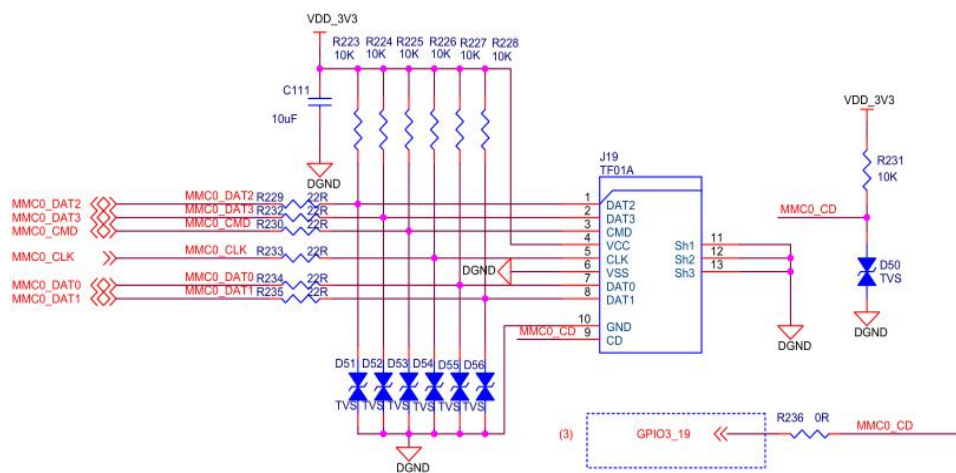 VDD_3V3
R223 R224 R225 R226 R227 R228
10K 10K 10K 10K 10K 10K
C111
10uF
DGND
VDD_3V3
R231
10K
J19
TF01A
MMC0_DAT2 MMC0_DAT2 R229 22R 1 DAT2
MMC0_DAT3 MMC0_DAT3 R232 22R 2 DAT3
MMC0_CMD MMC0_CMD R230 22R 3 CMD
4 VCC Sh1 11
MMC0_CLK MMC0_CLK R233 22R 5 CLK Sh2 12
DGND 6 VSS Sh3 13
MMC0_DAT0 MMC0_DAT0 R234 22R 7 DAT0
MMC0_DAT1 MMC0_DAT1 R235 22R 8 DAT1
10 GND
MMC0_CD 9 CD
DGND
MMC0_CD
D50
TVS
DGND
D51 D52 D53 D54 D55 D56
TVS TVS TVS TVS TVS TVS
DGND
(3) GPIO3_19 R236 0R MMC0_CD